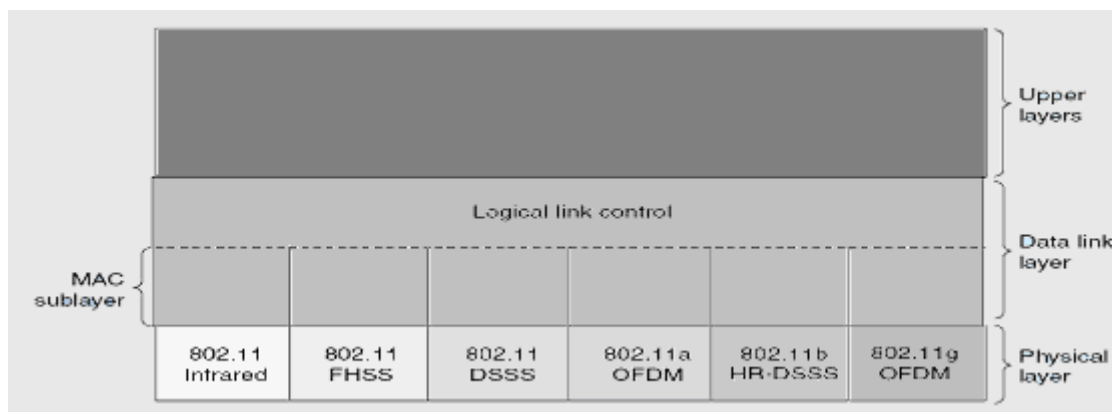 Upper
layers
Logical link control
Data link
layer
MAC
sublayer
802.11
Infrared
802.11
FHSS
802.11
DSSS
802.11a
OFDM
802.11b
HR-DSSS
802.11g
OFDM
Physical
layer